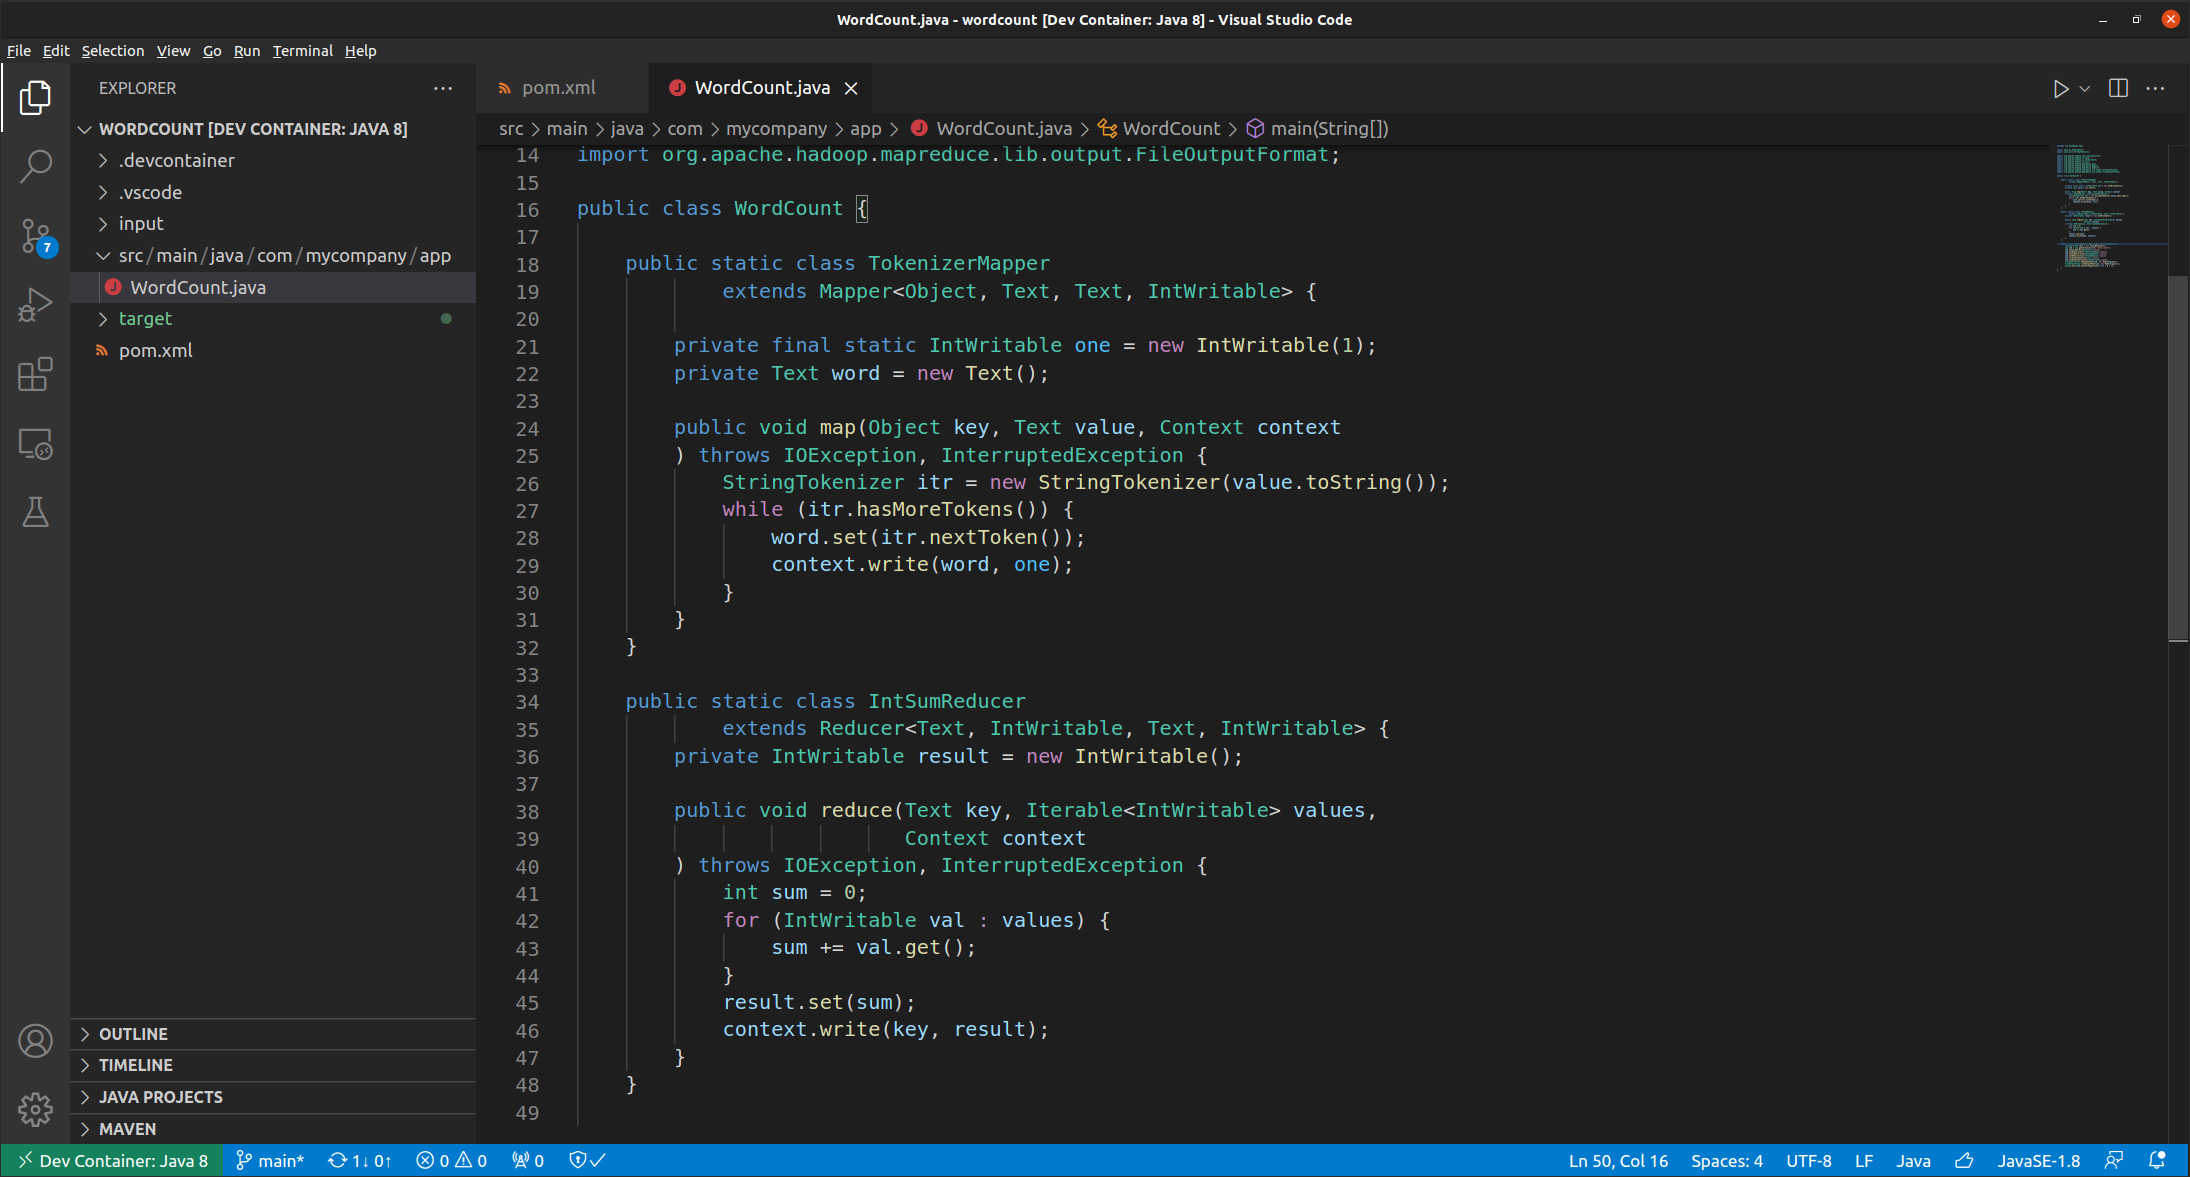 WordCount.java - wordcount [Dev Container: Java 8] - Visual Studio Code
File Edit Selection View Go Run Terminal Help
EXPLORER
WORDCOUNT [DEV CONTAINER: JAVA 8]
.devcontainer
.vscode
input
src/main/java/com/mycompany/app
WordCount.java
target
pom.xml
OUTLINE
TIMELINE
JAVA PROJECTS
MAVEN
7
pom.xml WordCount.java
src > main > java > com > mycompany > app > WordCount.java > WordCount > main(String[])
14 import org.apache.hadoop.mapreduce.lib.output.FileOutputFormat;
15
16 public class WordCount {
17
18     public static class TokenizerMapper
19             extends Mapper<Object, Text, Text, IntWritable> {
20
21         private final static IntWritable one = new IntWritable(1);
22         private Text word = new Text();
23
24         public void map(Object key, Text value, Context context
25         ) throws IOException, InterruptedException {
26             StringTokenizer itr = new StringTokenizer(value.toString());
27             while (itr.hasMoreTokens()) {
28                 word.set(itr.nextToken());
29                 context.write(word, one);
30             }
31         }
32     }
33
34     public static class IntSumReducer
35             extends Reducer<Text, IntWritable, Text, IntWritable> {
36         private IntWritable result = new IntWritable();
37
38         public void reduce(Text key, Iterable<IntWritable> values,
39                            Context context
40         ) throws IOException, InterruptedException {
41             int sum = 0;
42             for (IntWritable val : values) {
43                 sum += val.get();
44             }
45             result.set(sum);
46             context.write(key, result);
47         }
48     }
49
Dev Container: Java 8 main* 1↓ 0↑ 0 0 0 Ln 50, Col 16 Spaces: 4 UTF-8 LF Java JavaSE-1.8